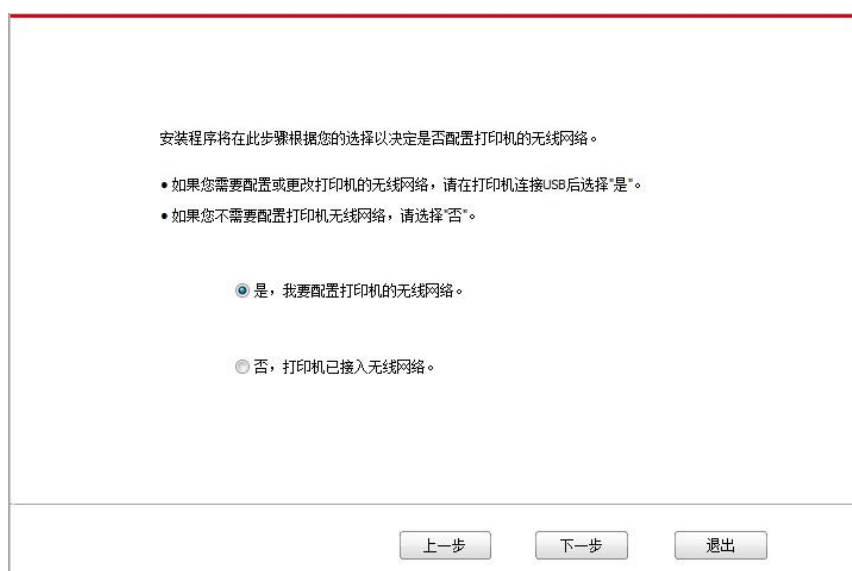 安装程序将在此步骤根据您的选择以决定是否配置打印机的无线网络。
• 如果您需要配置或更改打印机的无线网络，请在打印机连接USB后选择"是"。
• 如果您不需要配置打印机无线网络，请选择"否"。
是，我要配置打印机的无线网络。
否，打印机已接入无线网络。
上一步 下一步 退出